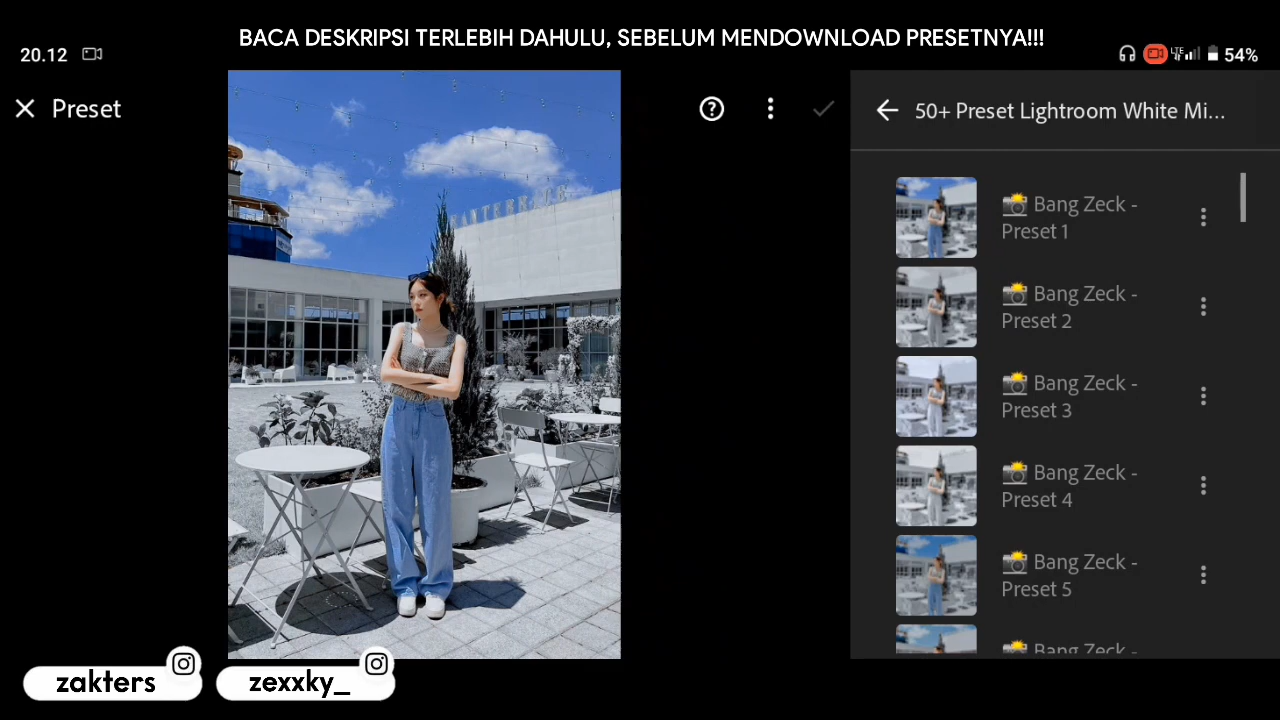 BACA DESKRIPSI TERLEBIH DAHULU, SEBELUM MENDOWNLOAD PRESETNYA!!!
20.12
LTE
54%
Preset
50+ Preset Lightroom White Mi...
Bang Zeck -
Preset 1
Bang Zeck -
Preset 2
Bang Zeck -
Preset 3
Bang Zeck -
Preset 4
Bang Zeck -
Preset 5
Bang Zeck -
zakters
zexxky_